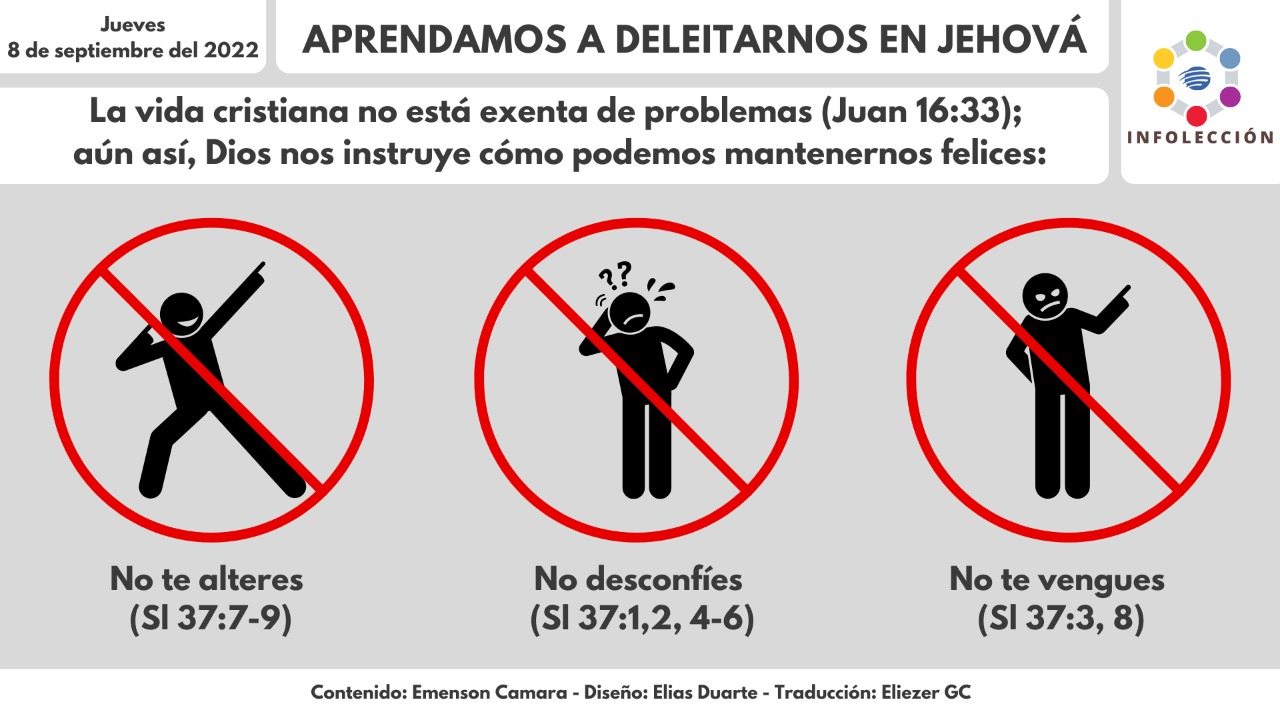 Jueves
8 de septiembre del 2022
APRENDAMOS A DELEITARNOS EN JEHOVÁ
INFOLECCIÓN
La vida cristiana no está exenta de problemas (Juan 16:33);
aún así, Dios nos instruye cómo podemos mantenernos felices:
??
No te alteres
(Sl 37:7-9)
No desconfíes
(Sl 37:1,2, 4-6)
No te vengues
(Sl 37:3, 8)
Contenido: Emenson Camara - Diseño: Elias Duarte - Traducción: Eliezer GC